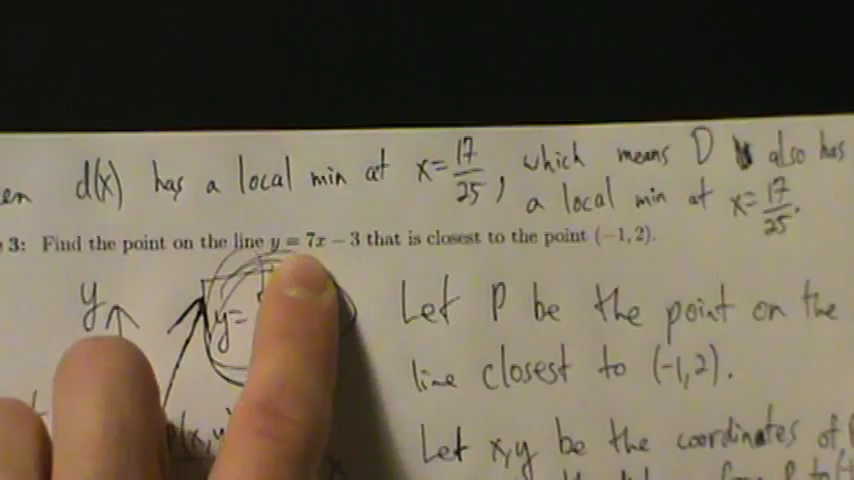 en d(x) has a local min at x=17/25, which means D also has
a local min at x=17/25.
3: Find the point on the line y = 7x − 3 that is closest to the point (−1, 2).
y
y=
Let P be the point on the
line closest to (-1,2).
(x,y
x
Let x,y be the coordinates of